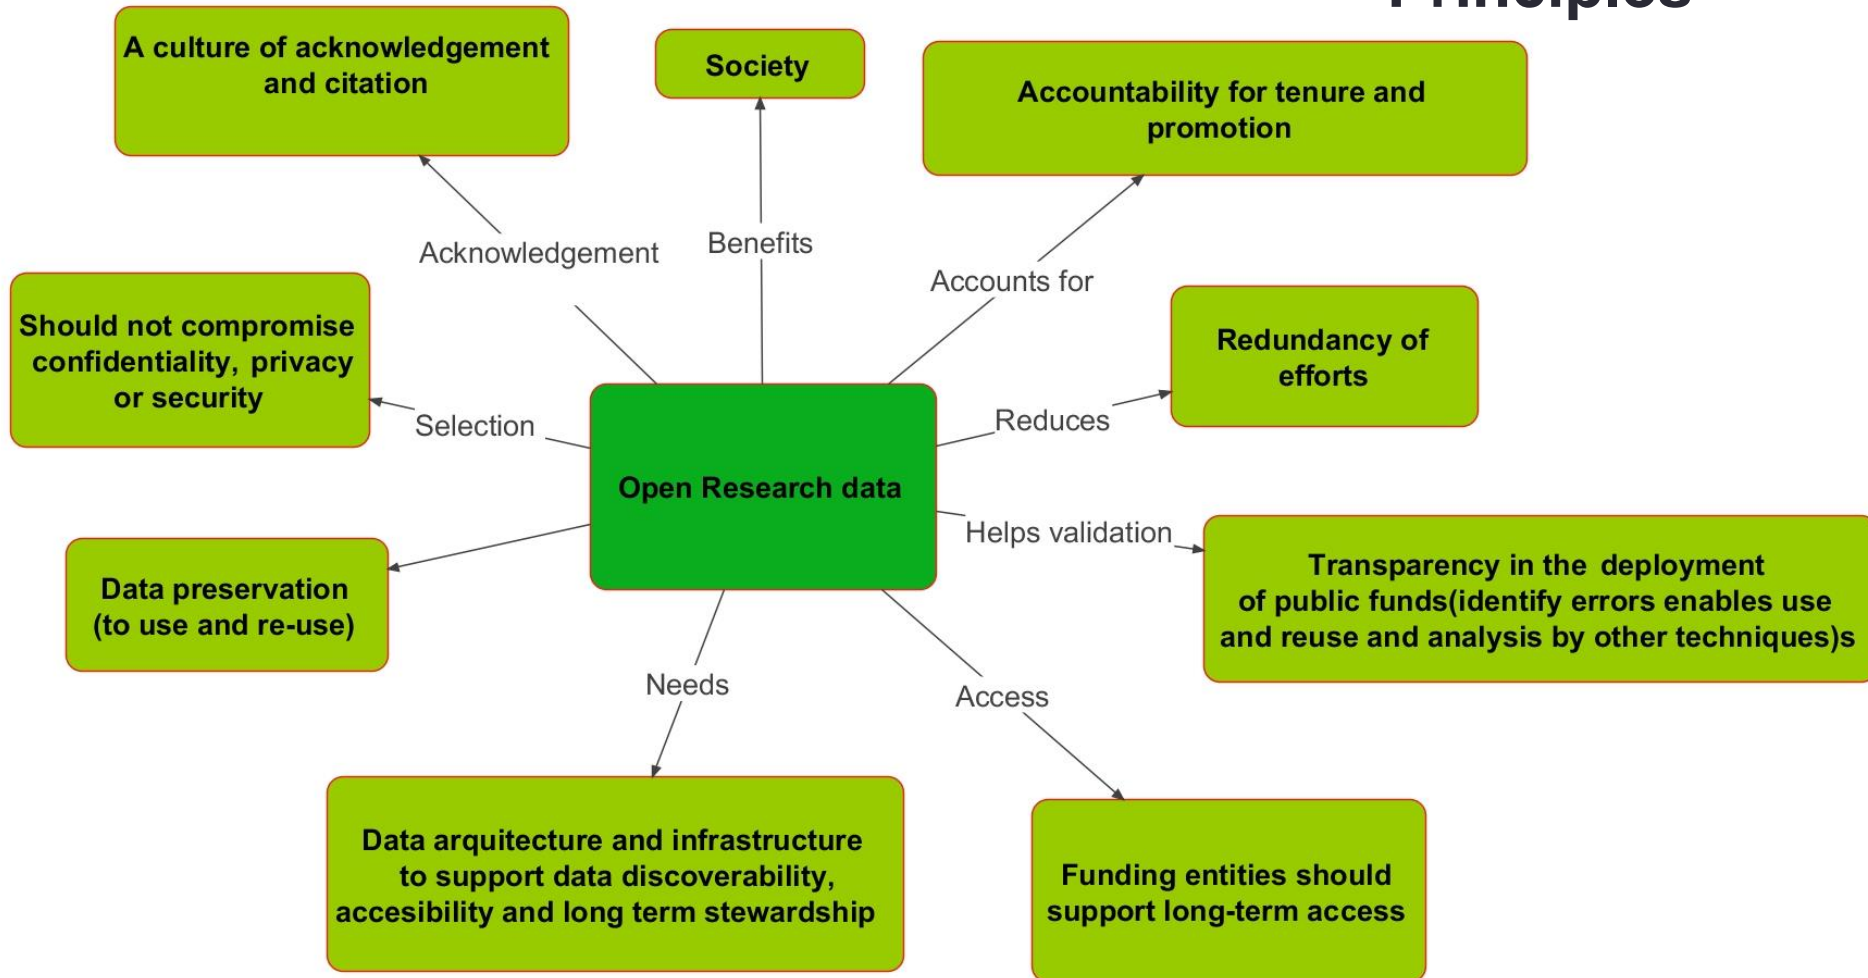 Principles
A culture of acknowledgement
and citation
Society
Accountability for tenure and
promotion
Acknowledgement
Benefits
Accounts for
Should not compromise
confidentiality, privacy
or security
Redundancy of
efforts
Selection
Reduces
Open Research data
Helps validation
Data preservation
(to use and re-use)
Transparency in the deployment
of public funds(identify errors enables use
and reuse and analysis by other techniques)s
Needs
Access
Data arquitecture and infrastructure
to support data discoverability,
accesibility and long term stewardship
Funding entities should
support long-term access